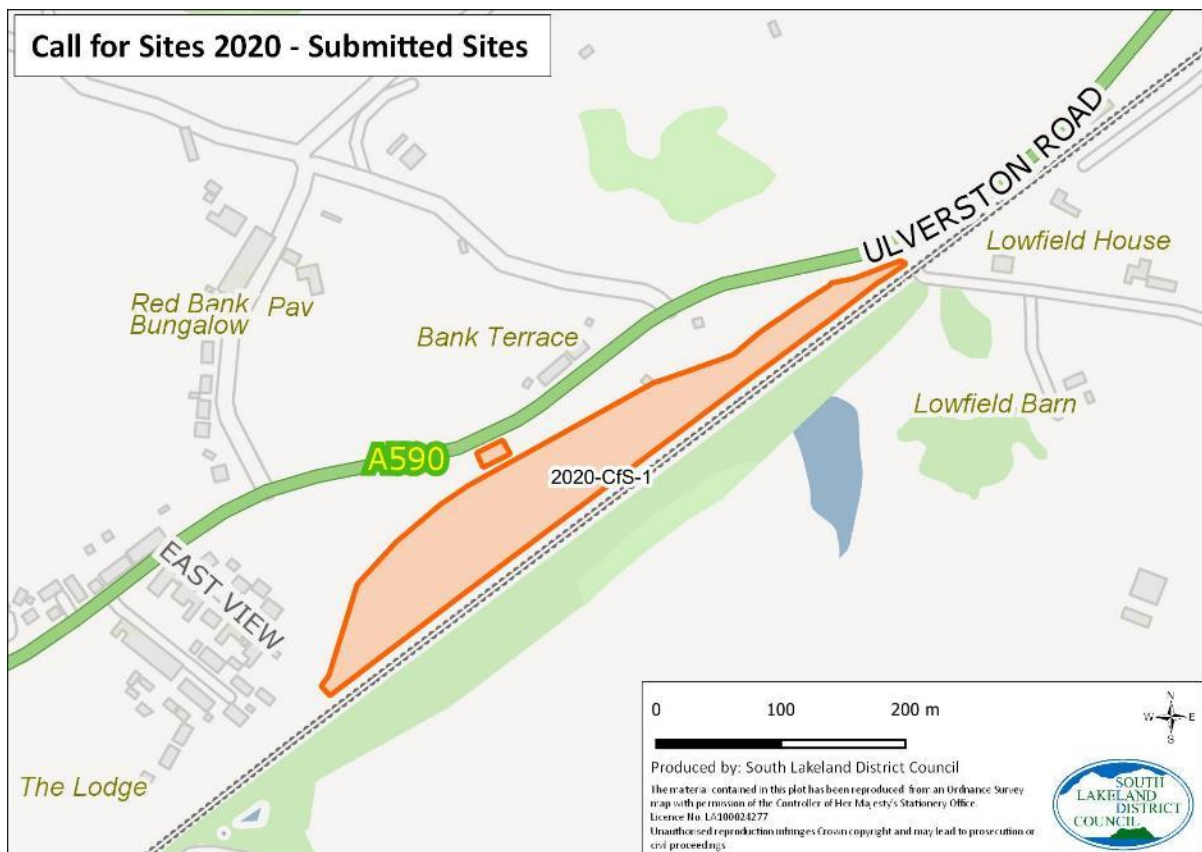 Call for Sites 2020 - Submitted Sites
ULVERSTON ROAD
Lowfield House
Red Bank
Bungalow
Pav
Bank Terrace
Lowfield Barn
A590
2020-CfS-1
EAST VIEW
The Lodge
0 100 200 m
N
W E
S
Produced by: South Lakeland District Council
The material contained in this plot has been reproduced from an Ordnance Survey
map with permission of the Controller of Her Majesty's Stationery Office.
Licence No. LA100024277
Unauthorised reproduction infringes Crown copyright and may lead to prosecution or
civil proceedings
SOUTH
LAKELAND
DISTRICT
COUNCIL